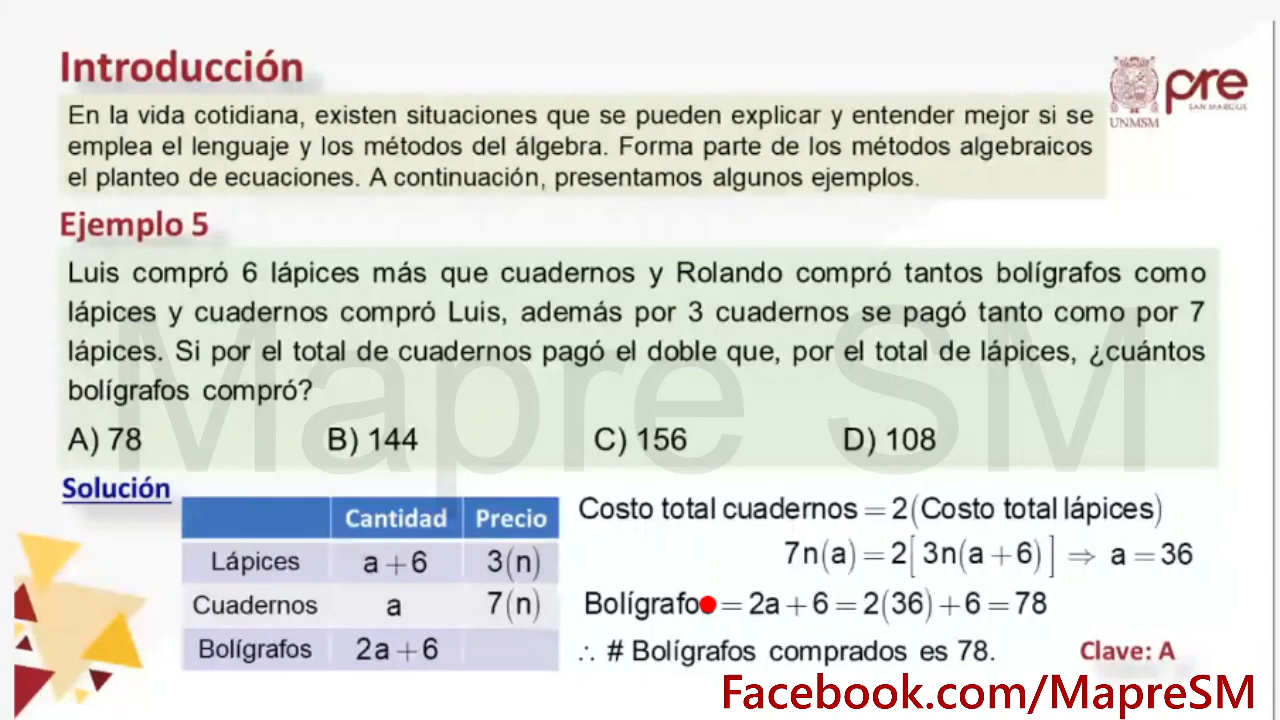 Introducción
pre
SAN MARCOS
UNMSM
En la vida cotidiana, existen situaciones que se pueden explicar y entender mejor si se
emplea el lenguaje y los métodos del álgebra. Forma parte de los métodos algebraicos
el planteo de ecuaciones. A continuación, presentamos algunos ejemplos.
Ejemplo 5
Luis compró 6 lápices más que cuadernos y Rolando compró tantos bolígrafos como
lápices y cuadernos compró Luis, además por 3 cuadernos se pagó tanto como por 7
lápices. Si por el total de cuadernos pagó el doble que, por el total de lápices, ¿cuántos
bolígrafos compró?
A) 78 B) 144 C) 156 D) 108
Mapre SM
Solución
Cantidad Precio
Lápices a+6 3(n)
Cuadernos a 7(n)
Bolígrafos 2a+6
Costo total cuadernos = 2(Costo total lápices)
7n(a) = 2[3n(a+6)] ⇒ a = 36
Bolígrafo = 2a+6 = 2(36)+6 = 78
∴ # Bolígrafos comprados es 78.
Clave: A
Facebook.com/MapreSM